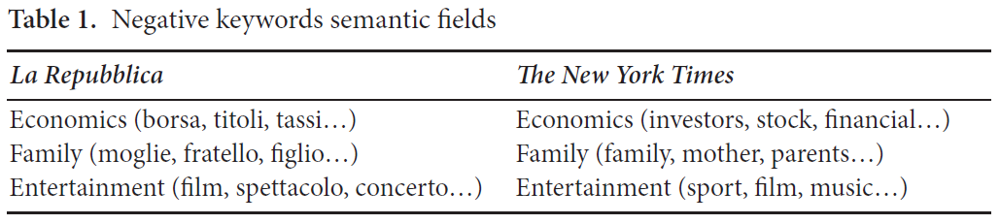 Table 1. Negative keywords semantic fields
La Repubblica The New York Times
Economics (borsa, titoli, tassi…) Economics (investors, stock, financial…)
Family (moglie, fratello, figlio…) Family (family, mother, parents…)
Entertainment (film, spettacolo, concerto…) Entertainment (sport, film, music…)